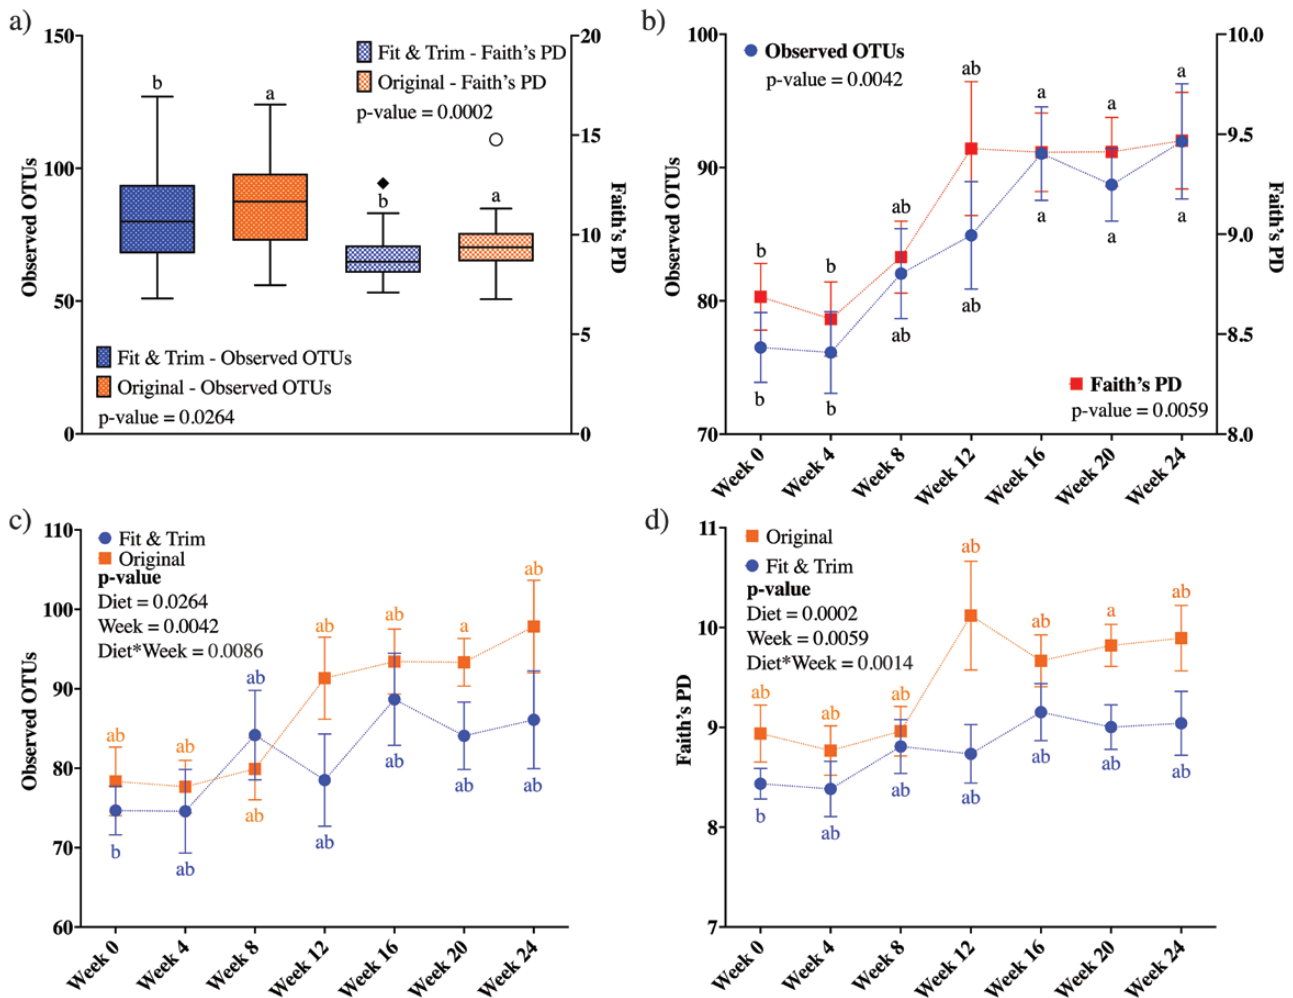 a)
150
100
50
0
Observed OTUs
20
15
10
5
0
Faith's PD
Fit & Trim - Faith's PD
Original - Faith's PD
p-value = 0.0002
b
a
b
a
Fit & Trim - Observed OTUs
Original - Observed OTUs
p-value = 0.0264
b)
100
90
80
70
Observed OTUs
10.0
9.5
9.0
8.5
8.0
Faith's PD
Observed OTUs
p-value = 0.0042
b
b
ab
ab
a
a
a
b
b
ab
ab
a
a
a
Faith's PD
p-value = 0.0059
Week 0
Week 4
Week 8
Week 12
Week 16
Week 20
Week 24
c)
110
100
90
80
70
60
Observed OTUs
Fit & Trim
Original
p-value
Diet = 0.0264
Week = 0.0042
Diet*Week = 0.0086
ab
ab
ab
ab
ab
a
ab
b
ab
ab
ab
ab
ab
ab
Week 0
Week 4
Week 8
Week 12
Week 16
Week 20
Week 24
d)
11
10
9
8
7
Faith's PD
Original
Fit & Trim
p-value
Diet = 0.0002
Week = 0.0059
Diet*Week = 0.0014
ab
ab
ab
ab
ab
a
ab
b
ab
ab
ab
ab
ab
ab
Week 0
Week 4
Week 8
Week 12
Week 16
Week 20
Week 24